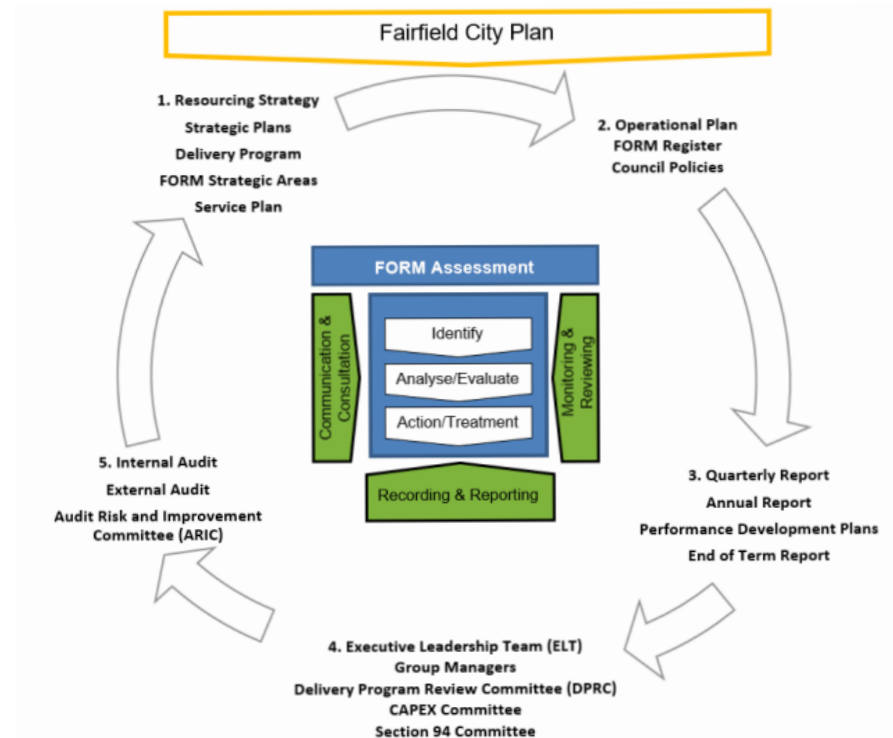 Fairfield City Plan
1. Resourcing Strategy
Strategic Plans
Delivery Program
FORM Strategic Areas
Service Plan
2. Operational Plan
FORM Register
Council Policies
FORM Assessment
Communication &
Consultation
Identify
Analyse/Evaluate
Action/Treatment
Monitoring &
Reviewing
Recording & Reporting
3. Quarterly Report
Annual Report
Performance Development Plans
End of Term Report
4. Executive Leadership Team (ELT)
Group Managers
Delivery Program Review Committee (DPRC)
CAPEX Committee
Section 94 Committee
5. Internal Audit
External Audit
Audit Risk and Improvement
Committee (ARIC)